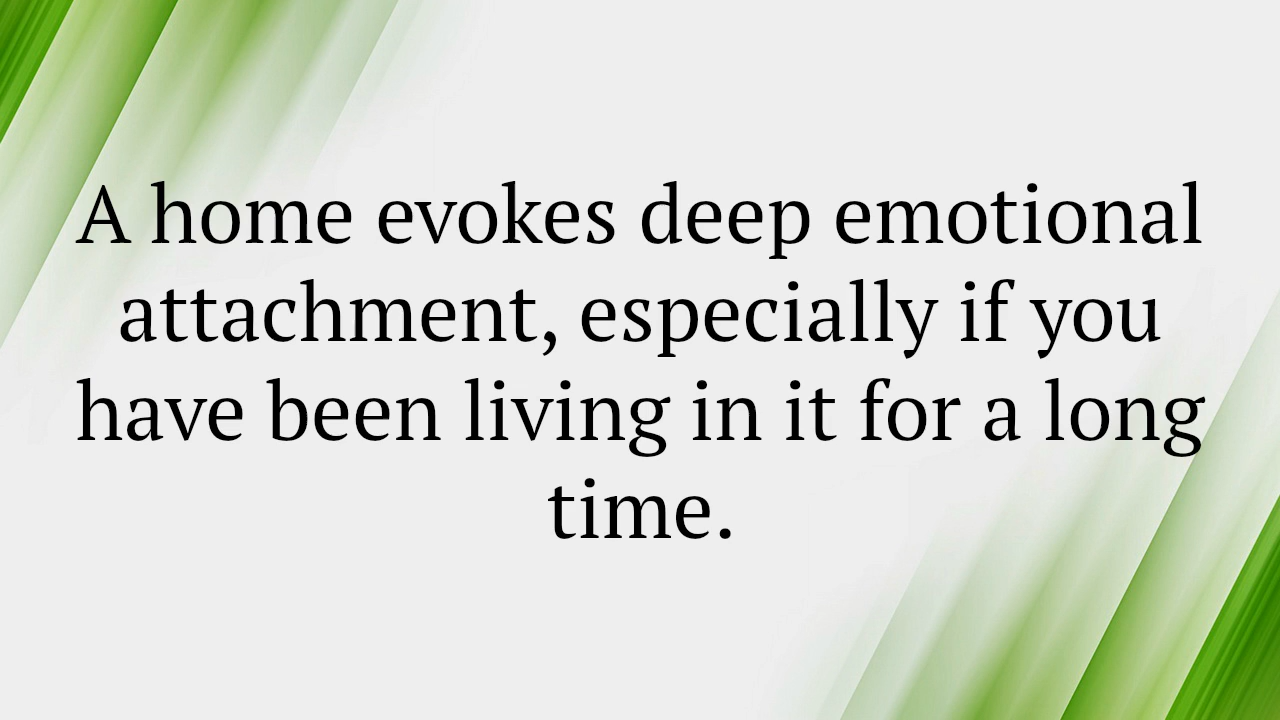 A home evokes deep emotional
attachment, especially if you
have been living in it for a long
time.